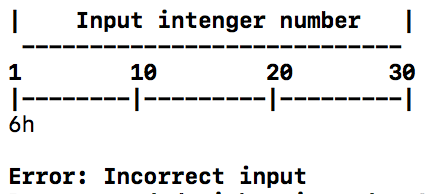 |    Input intenger number   |
 ----------------------------
1        10        20       30
|--------|---------|---------|
6h
Error: Incorrect input